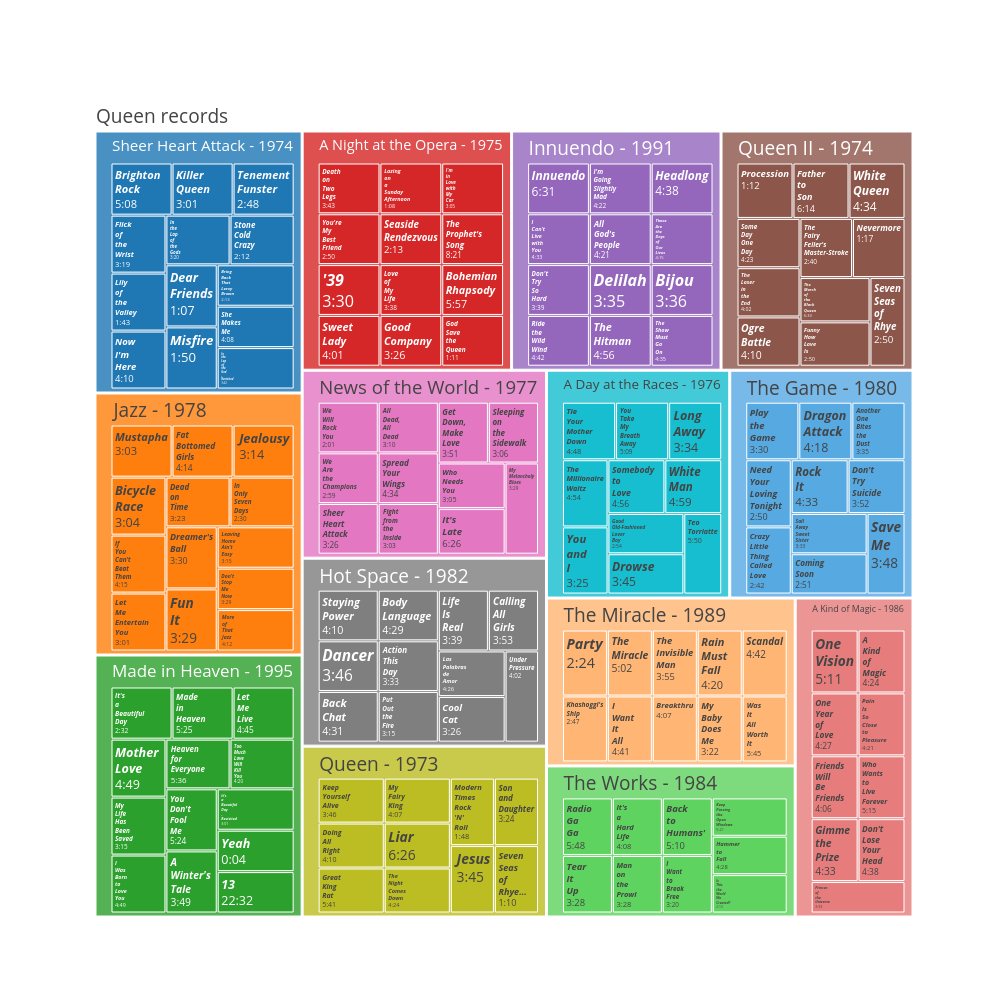 Queen records
Sheer Heart Attack - 1974
Brighton
Rock
5:08
Killer
Queen
3:01
Tenement
Funster
2:48
Flick
of
the
Wrist
3:19
In
the
Lap
of
the
Gods
3:20
Stone
Cold
Crazy
2:12
Lily
of
the
Valley
1:43
Dear
Friends
1:07
Bring
Back
That
Leroy
Brown
Now
I'm
Here
4:10
Misfire
1:50
She
Makes
Me
4:08
A Night at the Opera - 1975
Death
on
Two
Legs
3:43
Lazing
on
a
Sunday
Afternoon
1:08
I'm
in
Love
with
My
Car
3:05
You're
My
Best
Friend
2:50
Seaside
Rendezvous
2:13
The
Prophet's
Song
8:21
'39
3:30
Love
of
My
Life
3:38
Bohemian
Rhapsody
5:57
Sweet
Lady
4:01
Good
Company
3:26
God
Save
the
Queen
1:11
Innuendo - 1991
Innuendo
6:31
I'm
Going
Slightly
Mad
4:22
Headlong
4:38
I
Can't
Live
with
You
4:33
All
God's
People
4:21
These
Are
the
Days
of
Our
Lives
Don't
Try
So
Hard
3:39
Delilah
3:35
Bijou
3:36
Ride
the
Wild
Wind
4:42
The
Hitman
4:56
The
Show
Must
Go
On
4:35
Queen II - 1974
Procession
1:12
Father
to
Son
6:14
White
Queen
4:34
Some
Day
One
Day
4:23
The
Fairy
Feller's
Master-Stroke
2:40
Nevermore
1:17
The
Loser
in
the
End
4:02
The
March
of
the
Black
Queen
Seven
Seas
of
Rhye
2:50
Ogre
Battle
4:10
Funny
How
Love
Is
2:50
Jazz - 1978
Mustapha
3:03
Fat
Bottomed
Girls
4:14
Jealousy
3:14
Bicycle
Race
3:04
Dead
on
Time
3:23
In
Only
Seven
Days
2:30
If
You
Can't
Beat
Them
4:15
Dreamer's
Ball
3:30
Leaving
Home
Ain't
Easy
3:15
Don't
Stop
Me
Now
3:29
Let
Me
Entertain
You
3:01
Fun
It
3:29
More
of
That
Jazz
4:12
News of the World - 1977
We
Will
Rock
You
2:01
All
Dead,
All
Dead
3:10
Get
Down,
Make
Love
3:51
Sleeping
on
the
Sidewalk
3:06
We
Are
the
Champions
2:59
Spread
Your
Wings
4:34
Who
Needs
You
3:05
My
Melancholy
Blues
3:29
Sheer
Heart
Attack
3:26
Fight
from
the
Inside
3:03
It's
Late
6:26
A Day at the Races - 1976
Tie
Your
Mother
Down
4:48
You
Take
My
Breath
Away
5:09
Long
Away
3:34
The
Millionaire
Waltz
4:54
Somebody
to
Love
4:56
White
Man
4:59
You
and
I
3:25
Good
Old-Fashioned
Lover
Boy
2:54
Teo
Torriatte
5:50
Drowse
3:45
The Game - 1980
Play
the
Game
3:30
Dragon
Attack
4:18
Another
One
Bites
the
Dust
3:35
Need
Your
Loving
Tonight
2:50
Rock
It
4:33
Don't
Try
Suicide
3:52
Crazy
Little
Thing
Called
Love
2:42
Sail
Away
Sweet
Sister
3:33
Save
Me
3:48
Coming
Soon
2:51
Hot Space - 1982
Staying
Power
4:10
Body
Language
4:29
Life
Is
Real
3:39
Calling
All
Girls
3:53
Dancer
3:46
Action
This
Day
3:33
Las
Palabras
de
Amor
4:26
Under
Pressure
4:02
Back
Chat
4:31
Put
Out
the
Fire
3:15
Cool
Cat
3:26
The Miracle - 1989
Party
2:24
The
Miracle
5:02
The
Invisible
Man
3:55
Rain
Must
Fall
4:20
Scandal
4:42
Khashoggi's
Ship
2:47
I
Want
It
All
4:41
Breakthru
4:07
My
Baby
Does
Me
3:22
Was
It
All
Worth
It
5:45
A Kind of Magic - 1986
One
Vision
5:11
A
Kind
of
Magic
4:24
One
Year
of
Love
4:27
Pain
Is
So
Close
to
Pleasure
4:21
Friends
Will
Be
Friends
4:06
Who
Wants
to
Live
Forever
5:15
Gimme
the
Prize
4:33
Don't
Lose
Your
Head
4:38
Made in Heaven - 1995
It's
a
Beautiful
Day
2:32
Made
in
Heaven
5:25
Let
Me
Live
4:45
Mother
Love
4:49
Heaven
for
Everyone
5:36
Too
Much
Love
Will
Kill
You
4:20
My
Life
Has
Been
Saved
3:15
You
Don't
Fool
Me
5:24
It's
a
Beautiful
Day
Yeah
0:04
I
Was
Born
to
Love
You
4:49
A
Winter's
Tale
3:49
13
22:32
Queen - 1973
Keep
Yourself
Alive
3:46
My
Fairy
King
4:07
Modern
Times
Rock
'N'
Roll
1:48
Son
and
Daughter
3:24
Doing
All
Right
4:10
Liar
6:26
Jesus
3:45
Seven
Seas
of
Rhye...
1:10
Great
King
Rat
5:41
The
Night
Comes
Down
4:24
The Works - 1984
Radio
Ga
Ga
5:48
It's
a
Hard
Life
4:08
Back
to
Humans'
5:10
Keep
Passing
the
Open
Windows
Tear
It
Up
3:28
Man
on
the
Prowl
3:28
I
Want
to
Break
Free
3:20
Hammer
to
Fall
4:28